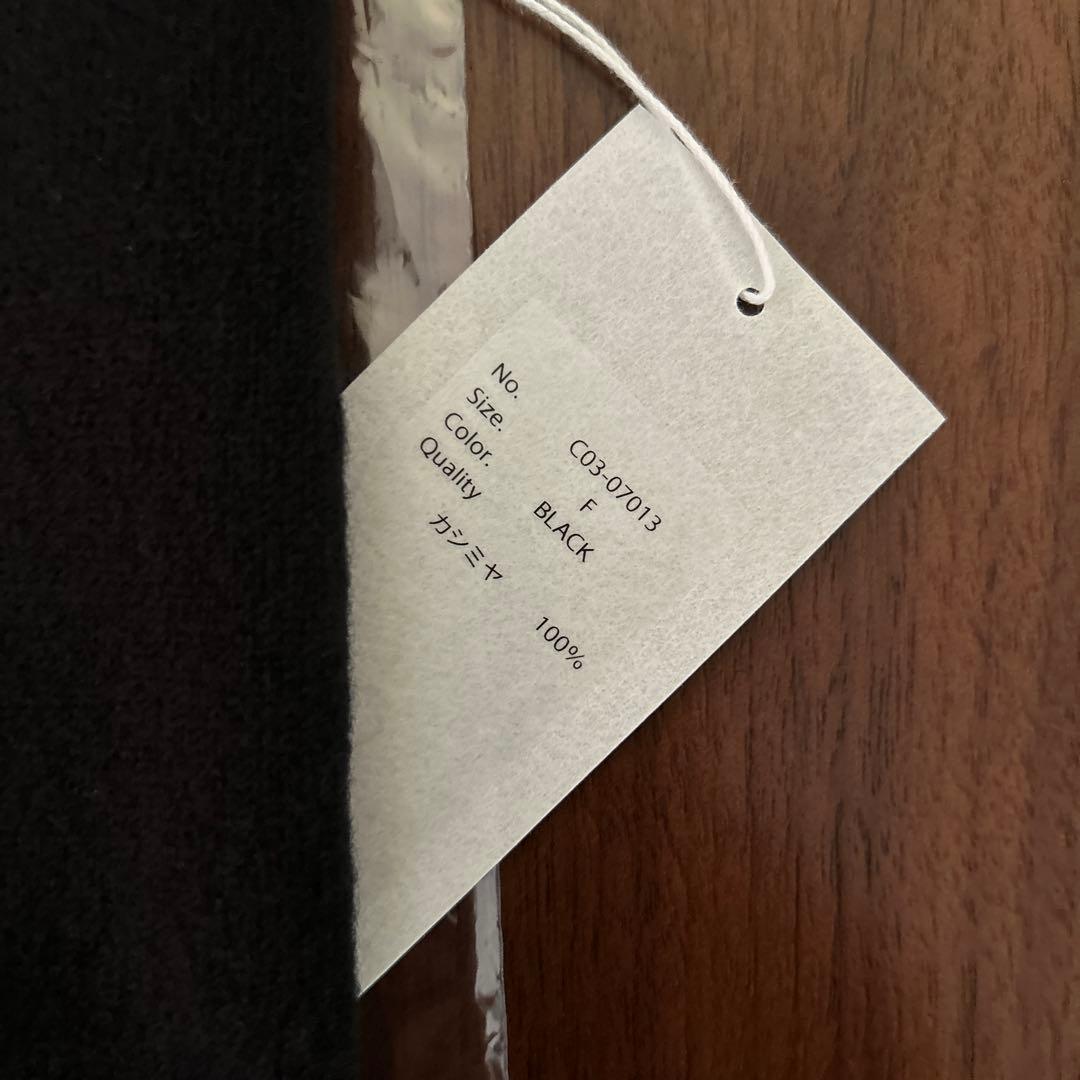 No. C03-07013
Size. F
Color. BLACK
Quality
カシミヤ 100%